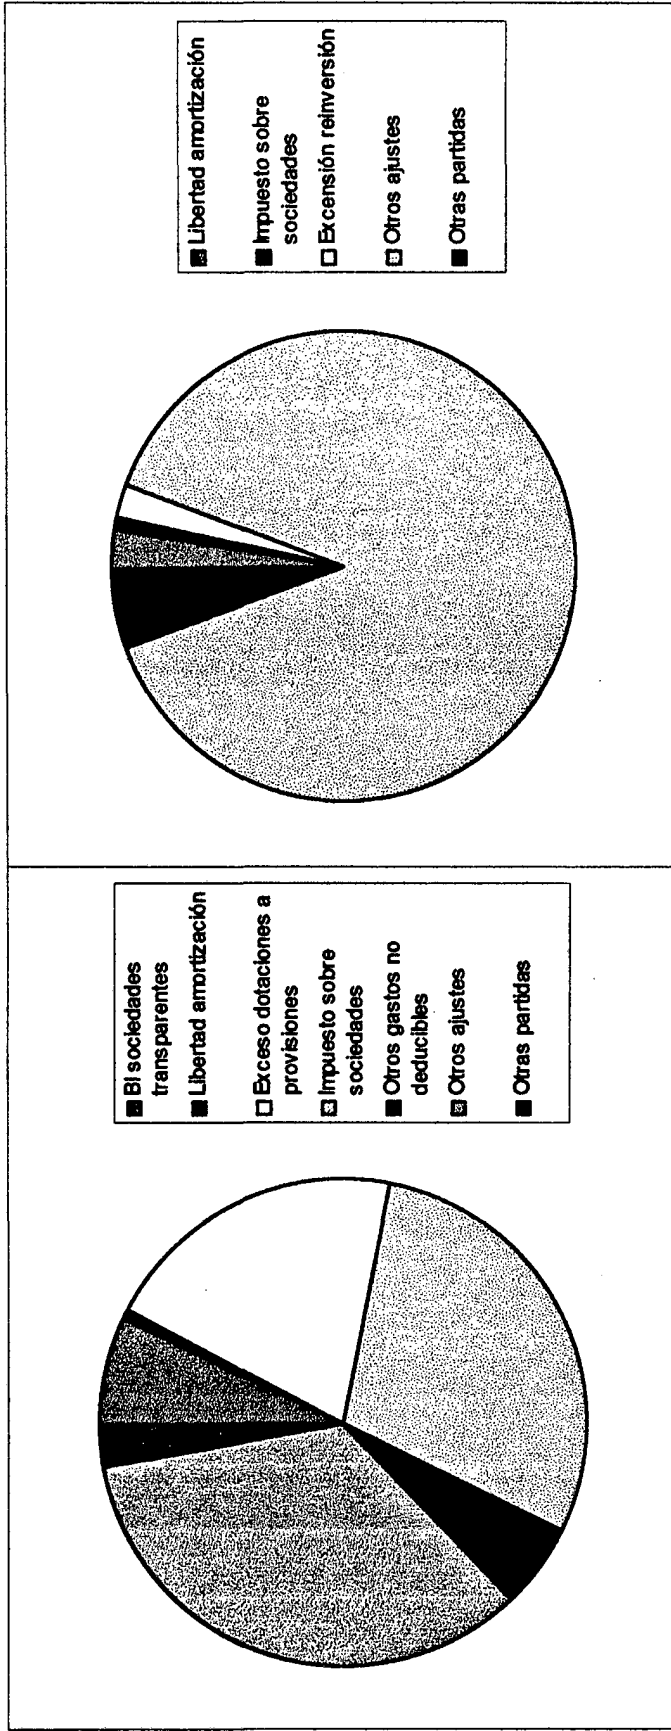 BI sociedades
transparentes
Libertad amortización
Exceso dotaciones a
provisiones
Impuesto sobre
sociedades
Otros gastos no
deducibles
Otros ajustes
Otras partidas
Libertad amortización
Impuesto sobre
sociedades
Excensión reinversión
Otros ajustes
Otras partidas